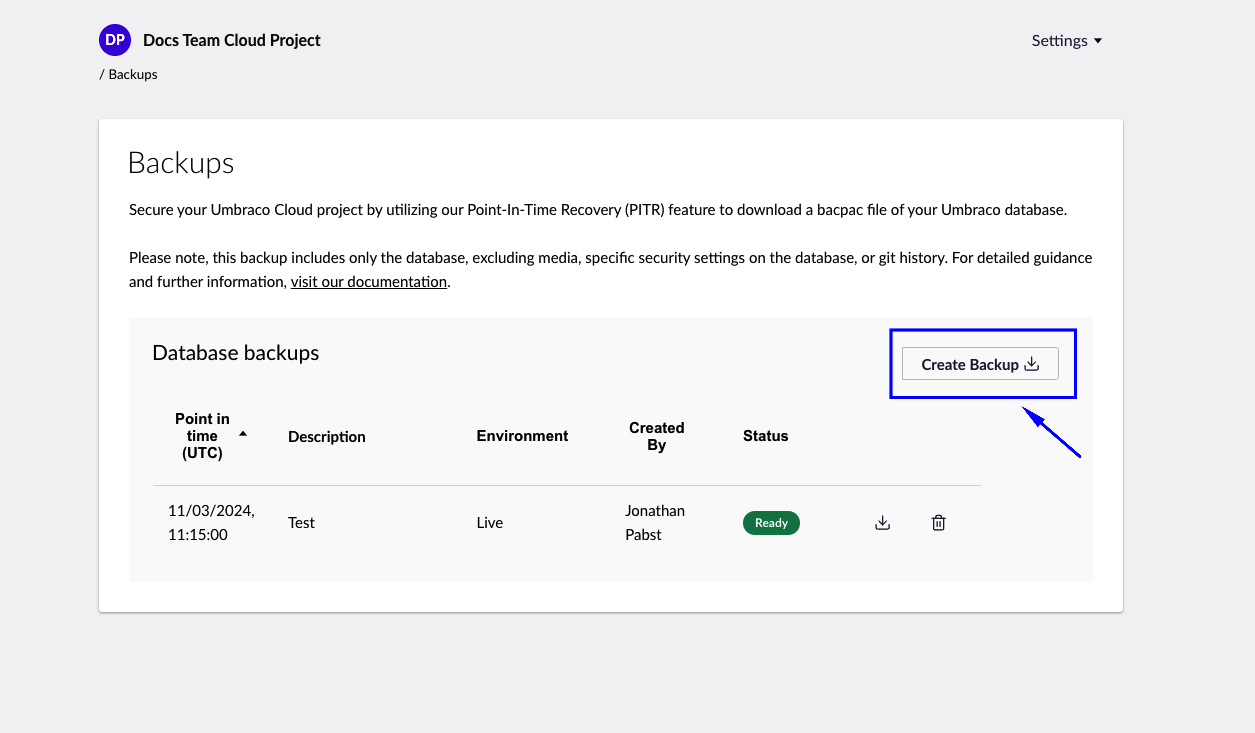 DP Docs Team Cloud Project
Settings
/ Backups
Backups
Secure your Umbraco Cloud project by utilizing our Point-In-Time Recovery (PITR) feature to download a bacpac file of your Umbraco database.
Please note, this backup includes only the database, excluding media, specific security settings on the database, or git history. For detailed guidance
and further information, visit our documentation.
Database backups
Create Backup
Point in
time
(UTC)
Description
Environment
Created
By
Status
11/03/2024,
11:15:00
Test
Live
Jonathan
Pabst
Ready